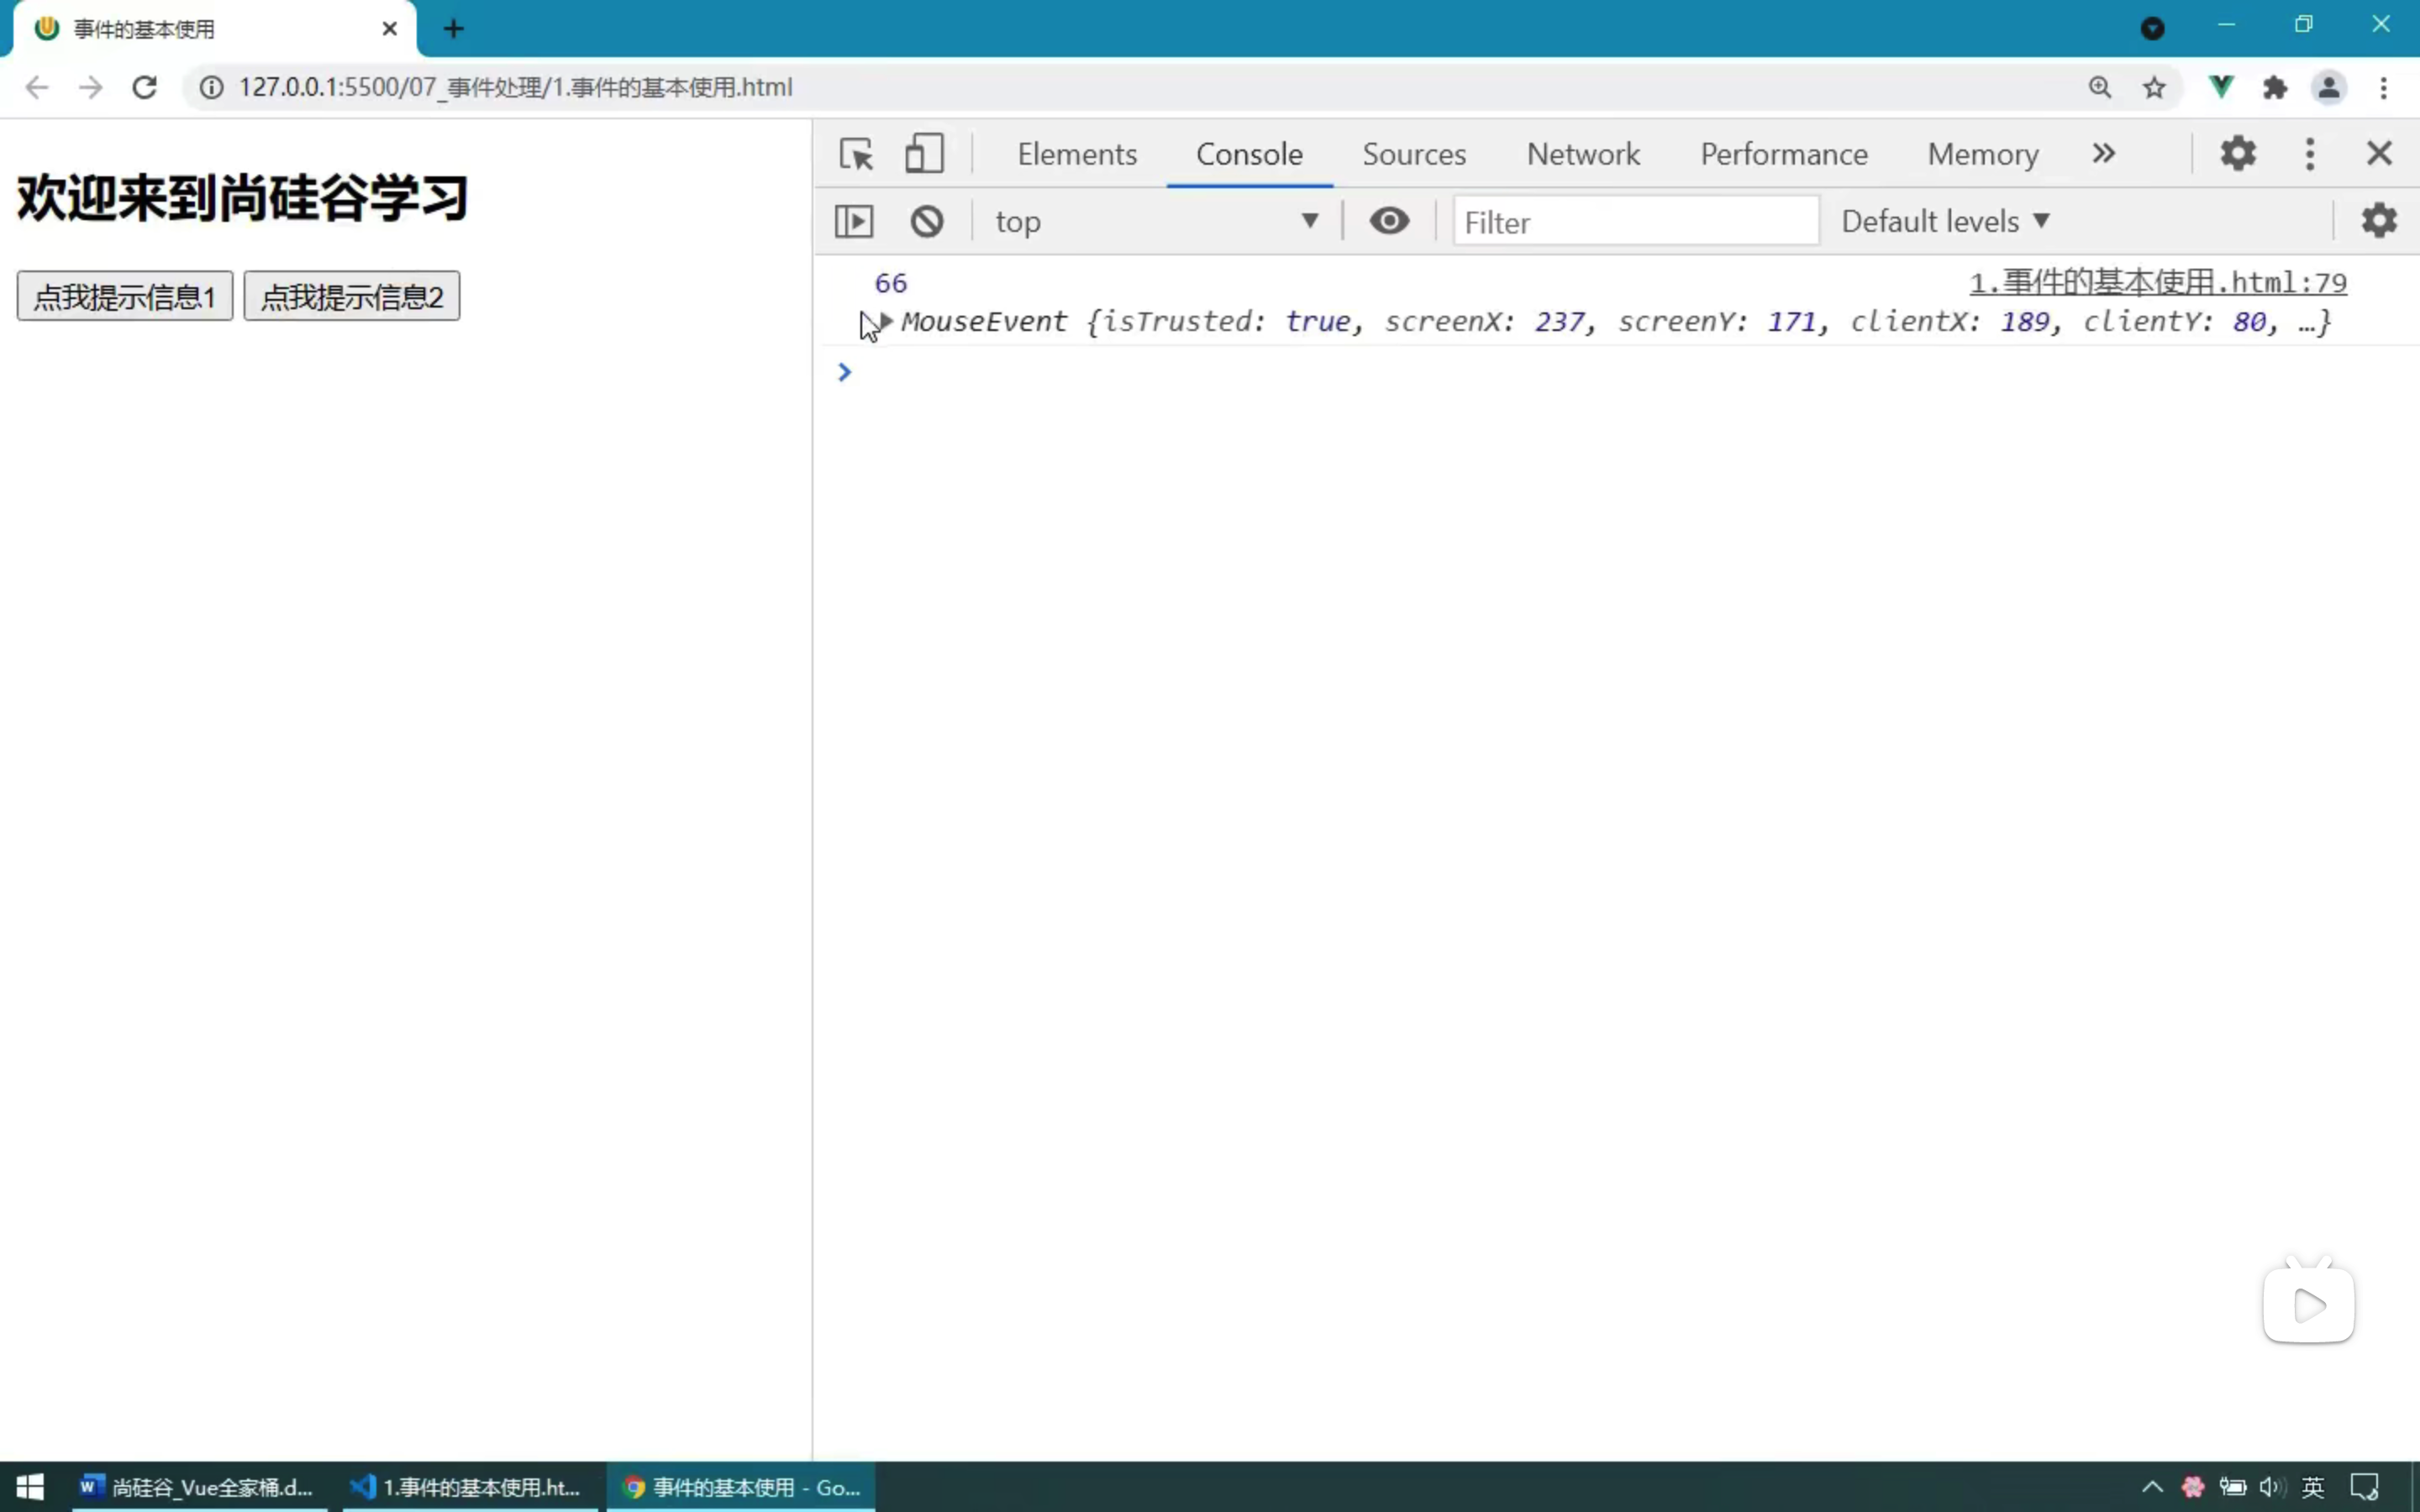 事件的基本使用
127.0.0.1:5500/07_事件处理/1.事件的基本使用.html
欢迎来到尚硅谷学习
点我提示信息1 点我提示信息2
Elements Console Sources Network Performance Memory
top Filter Default levels
66 1.事件的基本使用.html:79
MouseEvent {isTrusted: true, screenX: 237, screenY: 171, clientX: 189, clientY: 80, …}
尚硅谷_Vue全家桶.d... 1.事件的基本使用.ht... 事件的基本使用 - Go... 英